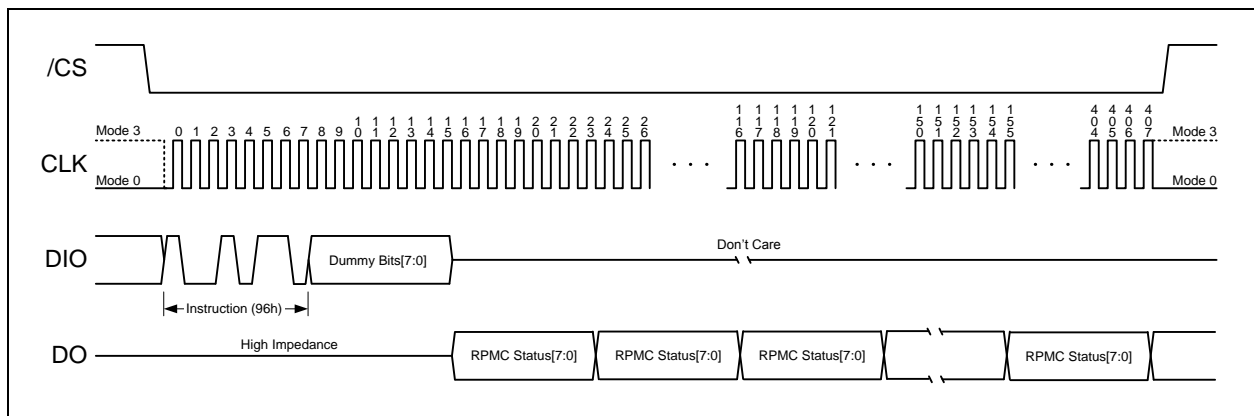 /CS
Mode 3
0 1 2 3 4 5 6 7 8 9 10 11 12 13 14 15 16 17 18 19 20 21 22 23 24 25 26 116 117 118 119 120 121 150 151 152 153 154 155 404 405 406 407
Mode 3
CLK
. . . . . . . . .
Mode 0
Mode 0
DIO
Dummy Bits[7:0]
Don't Care
Instruction (96h)
DO
High Impedance
RPMC Status[7:0]
RPMC Status[7:0]
RPMC Status[7:0]
RPMC Status[7:0]